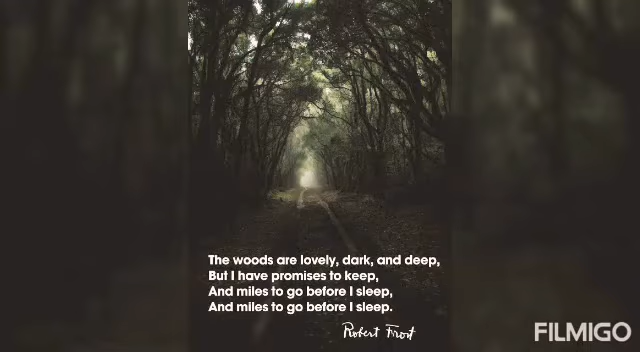 The woods are lovely, dark, and deep,
But I have promises to keep,
And miles to go before I sleep,
And miles to go before I sleep.
Robert Frost
FILMIGO